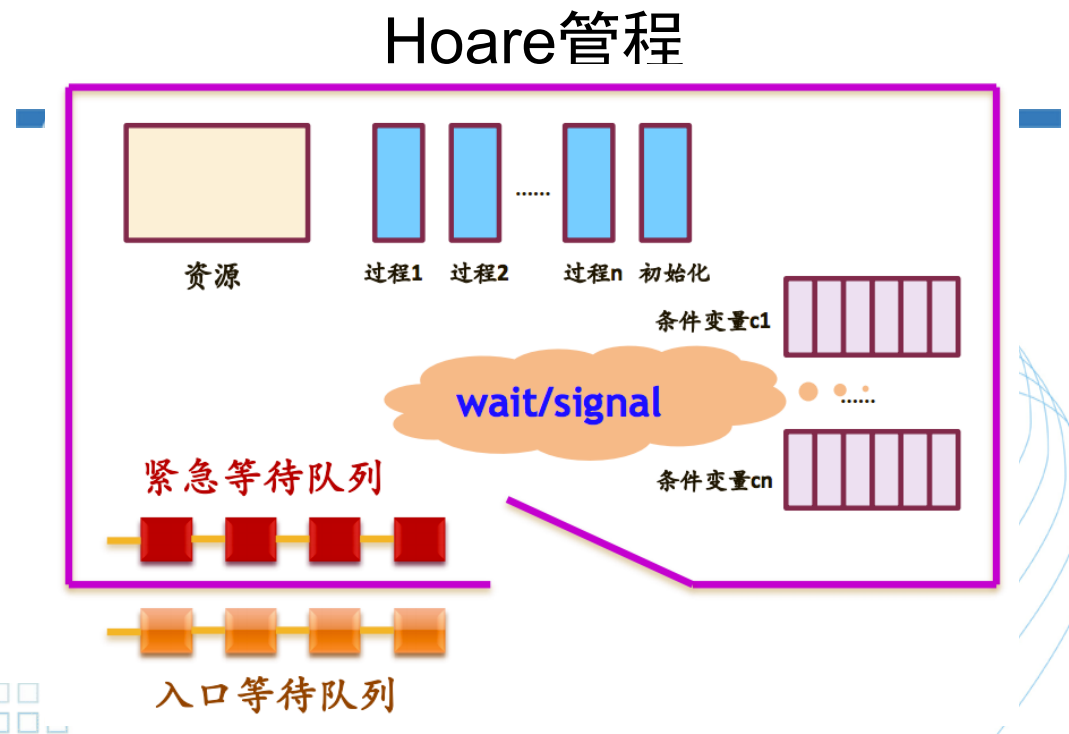 Hoare管程
资源
过程1
过程2
......
过程n
初始化
条件变量c1
wait/signal
......
条件变量cn
紧急等待队列
入口等待队列